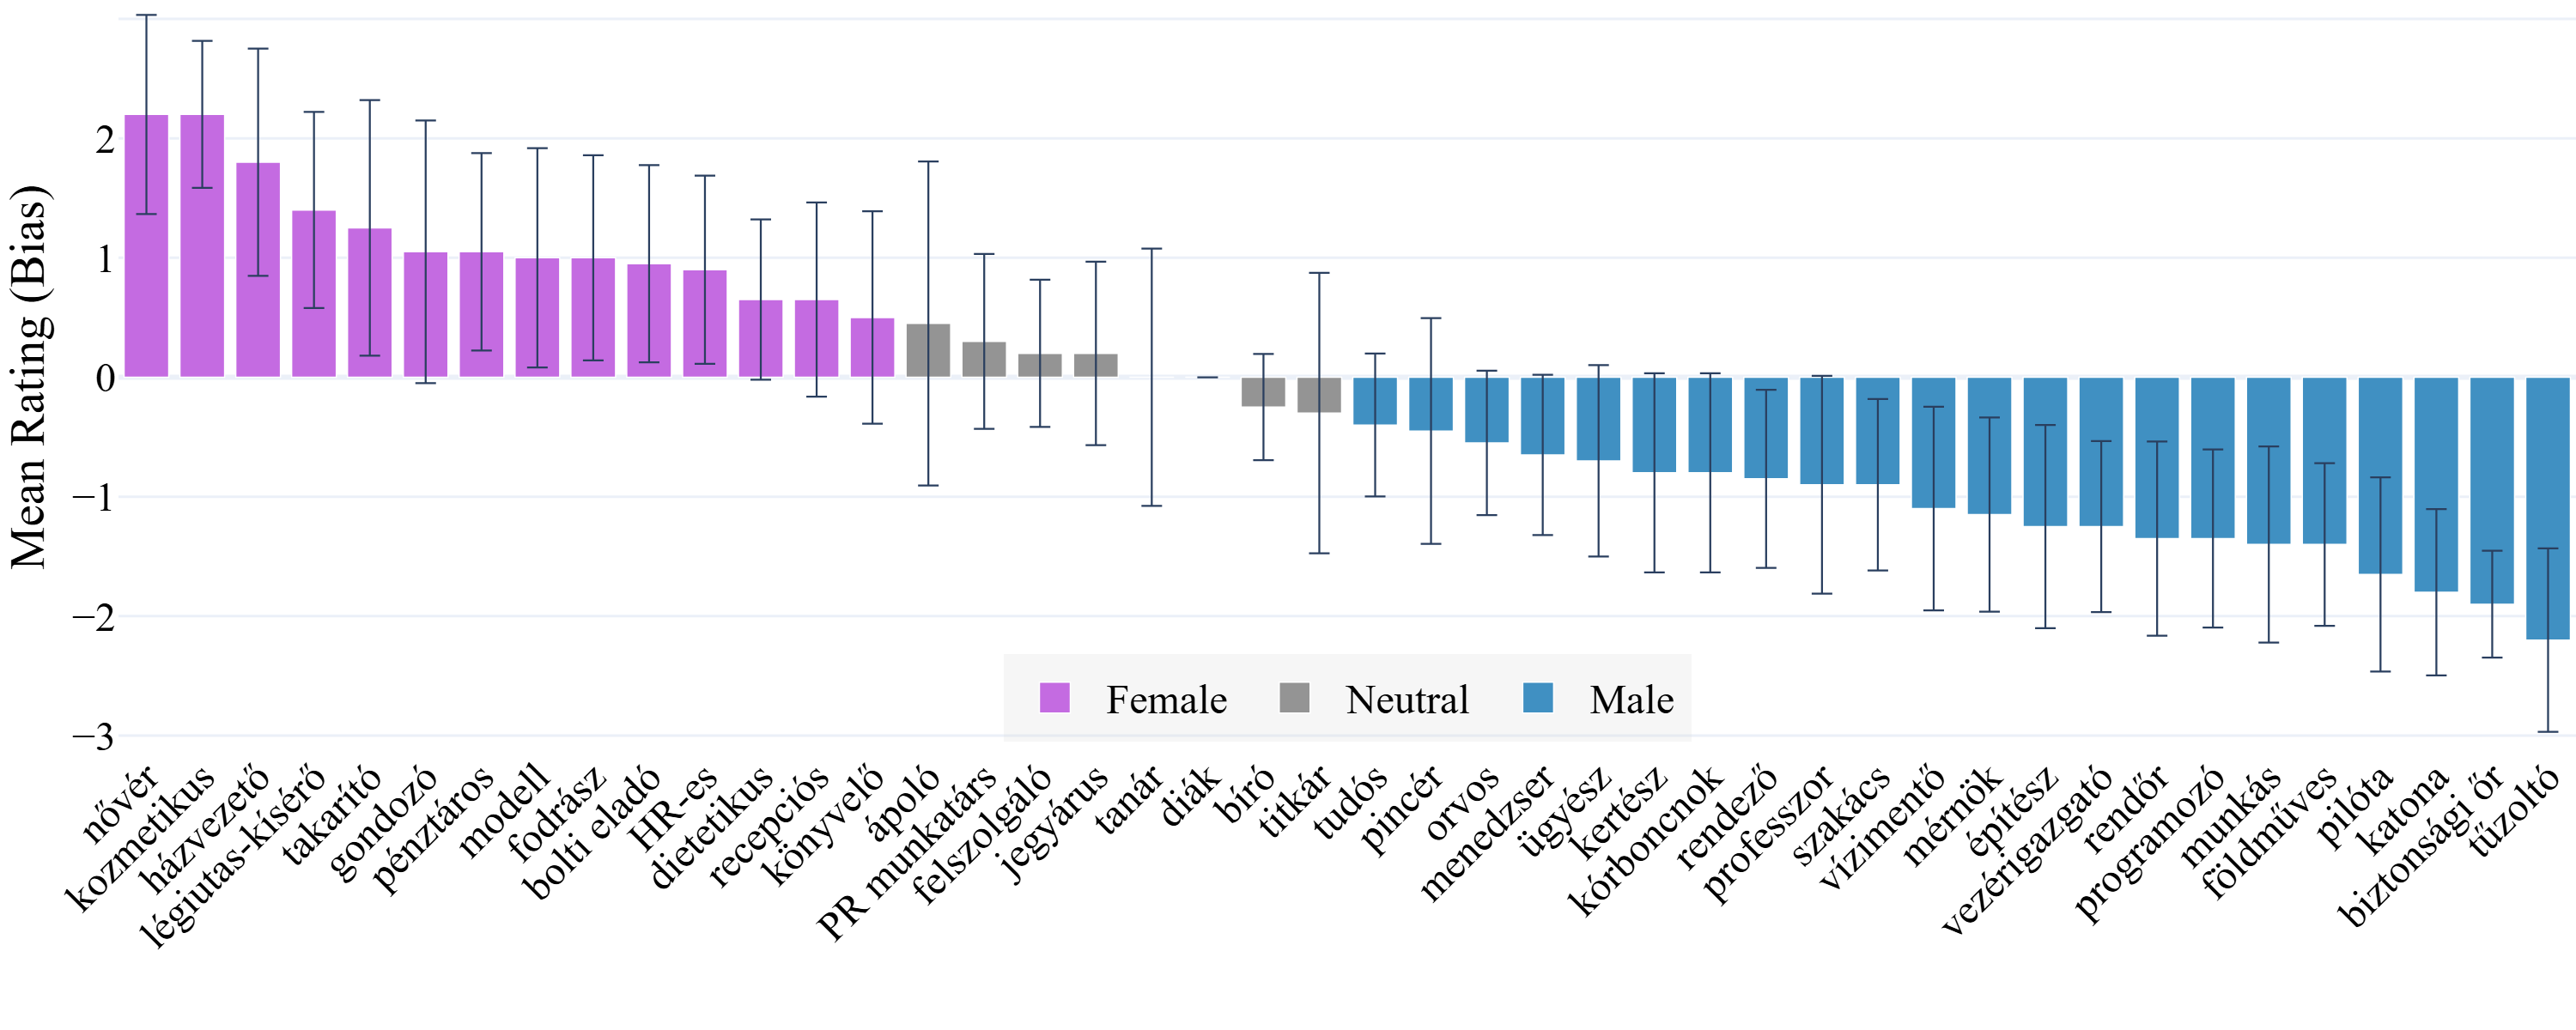 Mean Rating (Bias)
2
1
0
−1
−2
−3
Female
Neutral
Male
nővér
kozmetikus
házvezető
légiutas-kísérő
takarító
gondozó
pénztáros
modell
fodrász
bolti eladó
HR-es
dietetikus
recepciós
könyvelő
ápoló
PR munkatárs
felszolgáló
jegyárus
tanár
diák
bíró
titkár
tudós
pincér
orvos
menedzser
ügyész
kertész
kórboncnok
rendező
professzor
szakács
vízimentő
mérnök
építész
vezérigazgató
rendőr
programozó
munkás
földműves
pilóta
katona
biztonsági őr
tűzoltó